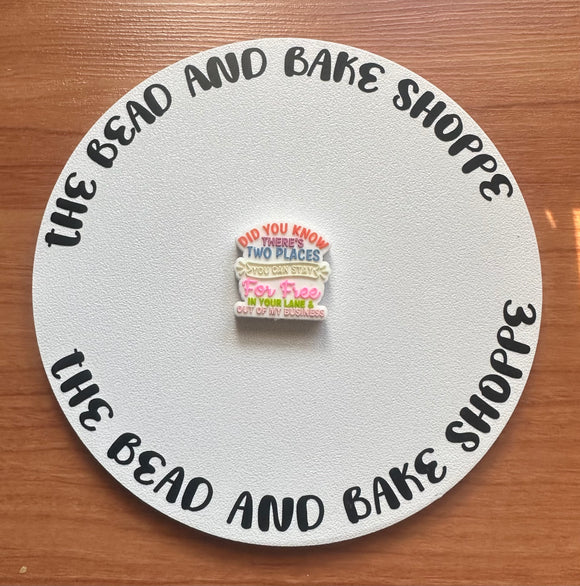 THE BEAD AND BAKE SHOPPE
DID YOU KNOW
THERE'S
TWO PLACES
YOU CAN STAY
For Free
IN YOUR LANE &
OUT OF MY BUSINESS
THE BEAD AND BAKE SHOPPE